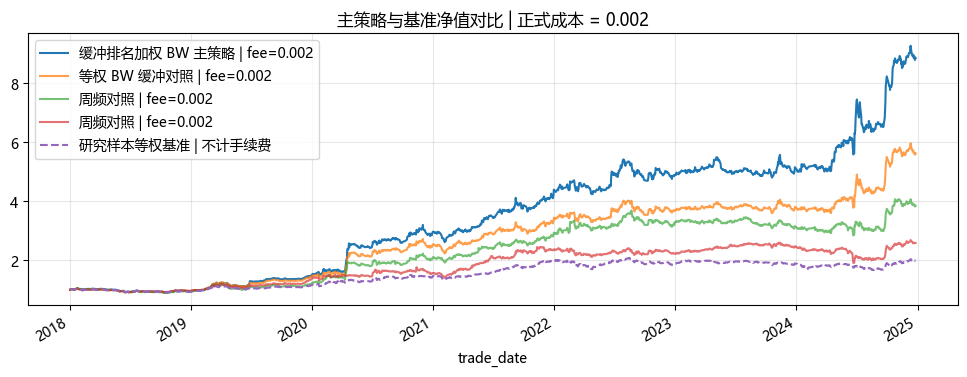 主策略与基准净值对比 | 正式成本 = 0.002
缓冲排名加权 BW 主策略 | fee=0.002
等权 BW 缓冲对照 | fee=0.002
周频对照 | fee=0.002
周频对照 | fee=0.002
研究样本等权基准 | 不计手续费
8
6
4
2
2018
2019
2020
2021
2022
2023
2024
2025
trade_date